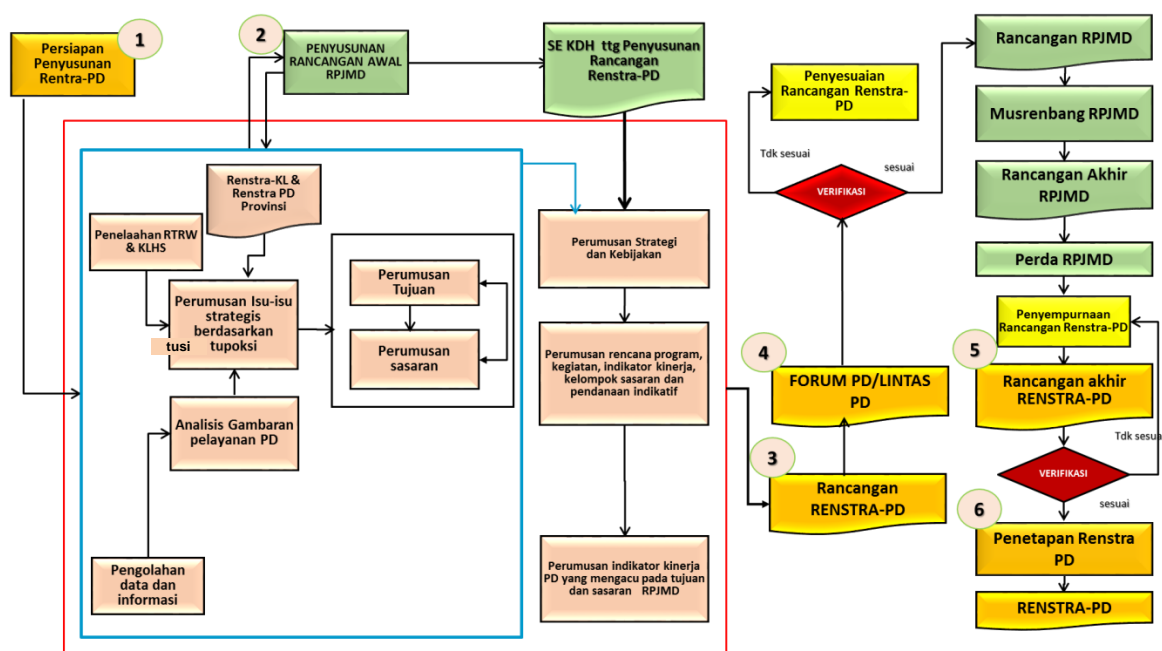 1
Persiapan
Penyusunan
Rentra-PD
2
PENYUSUNAN
RANCANGAN AWAL
RPJMD
SE KDH ttg Penyusunan
Rancangan
Renstra-PD
Renstra-KL &
Renstra PD
Provinsi
Penelaahan RTRW
& KLHS
Perumusan Isu-isu
strategis
berdasarkan
tupoksi
tusi
Analisis Gambaran
pelayanan PD
Pengolahan
data dan
informasi
Perumusan
Tujuan
Perumusan
sasaran
Perumusan Strategi
dan Kebijakan
Perumusan rencana program,
kegiatan, indikator kinerja,
kelompok sasaran dan
pendanaan indikatif
Perumusan indikator kinerja
PD yang mengacu pada tujuan
dan sasaran RPJMD
3
Rancangan
RENSTRA-PD
4
FORUM PD/LINTAS
PD
Penyesuaian
Rancangan Renstra-
PD
Tdk sesuai
sesuai
VERIFIKASI
Rancangan RPJMD
Musrenbang RPJMD
Rancangan Akhir
RPJMD
Perda RPJMD
Penyempurnaan
Rancangan Renstra-PD
5
Rancangan akhir
RENSTRA-PD
Tdk sesua
VERIFIKASI
sesuai
6
Penetapan Renstra
PD
RENSTRA-PD